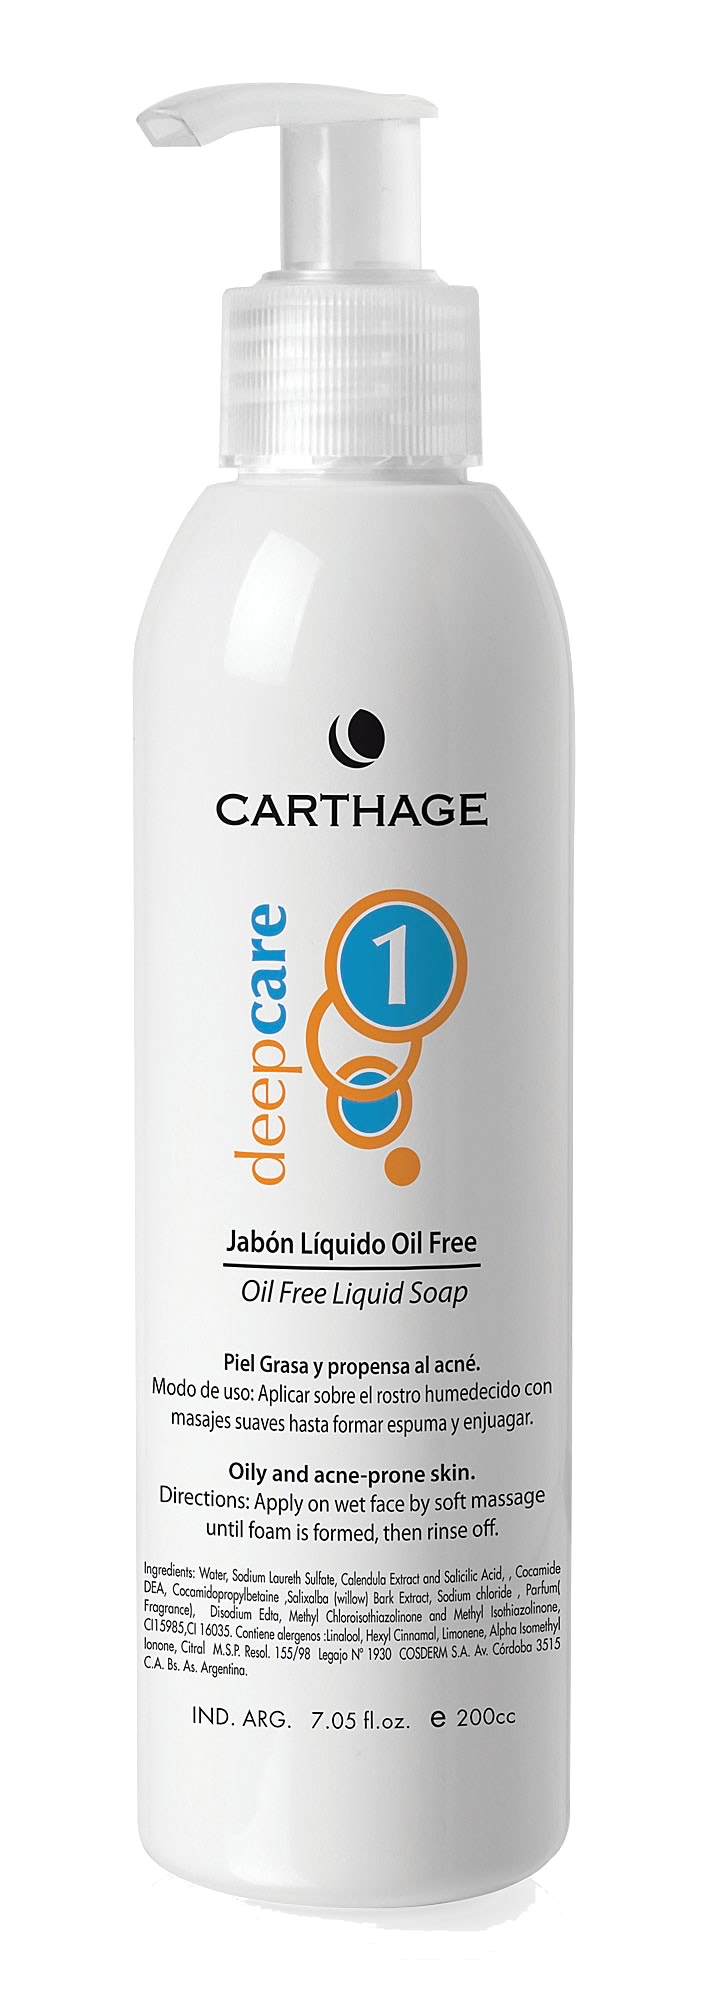 CARTHAGE
deepcare
1
Jabón Líquido Oil Free
Oil Free Liquid Soap
Piel Grasa y propensa al acné.
Modo de uso: Aplicar sobre el rostro humedecido con
masajes suaves hasta formar espuma y enjuagar.
Oily and acne-prone skin.
Directions: Apply on wet face by soft massage
until foam is formed, then rinse off.
Ingredients: Water, Sodium Laureth Sulfate, Calendula Extract and Salicilic Acid, , Cocamide
DEA, Cocamidopropylbetaine ,Salixalba (willow) Bark Extract, Sodium chloride , Parfum(
Fragrance), Disodium Edta, Methyl Chloroisothiazolinone and Methyl Isothiazolinone,
CI15985,CI 16035. Contiene alergenos :Linalool, Hexyl Cinnamal, Limonene, Alpha Isomethyl
Ionone, Citral M.S.P. Resol. 155/98 Legajo N° 1930 COSDERM S.A. Av. Córdoba 3515
C.A. Bs. As. Argentina.
IND. ARG. 7.05 fl.oz. e 200cc